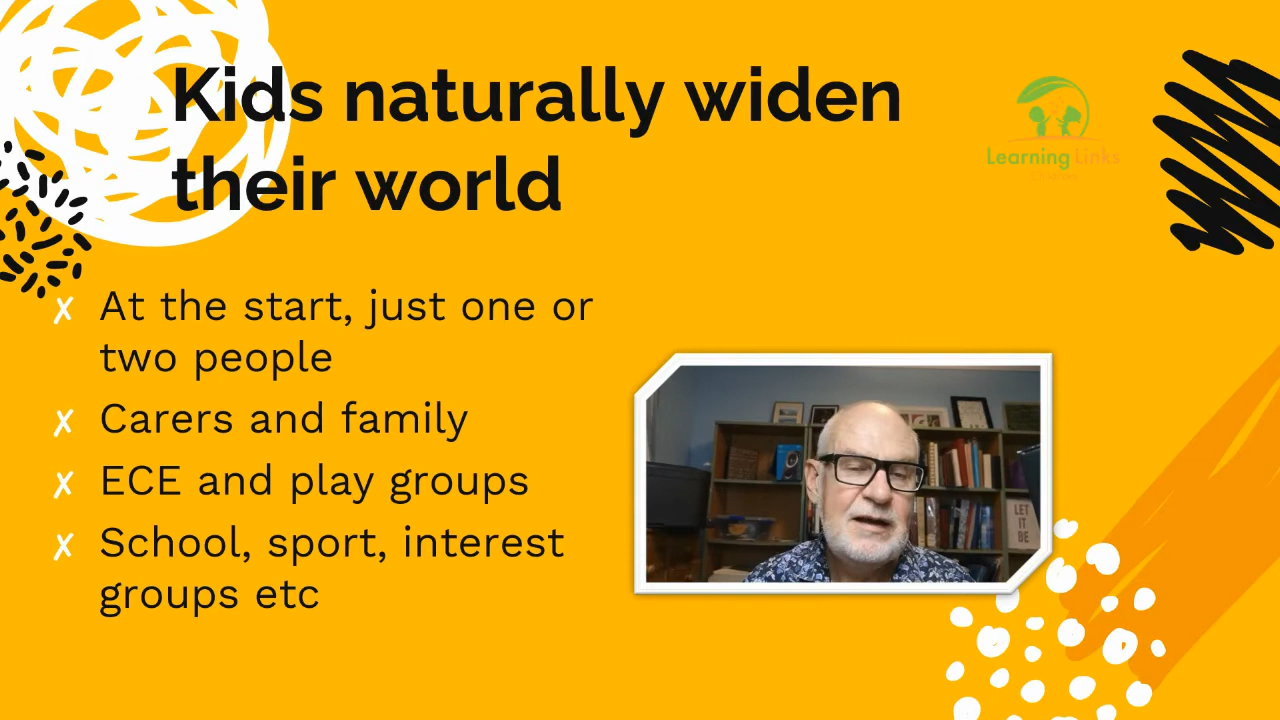 Kids naturally widen
their world
Learning Links
At the start, just one or
two people
Carers and family
ECE and play groups
School, sport, interest
groups etc
LET
IT
BE